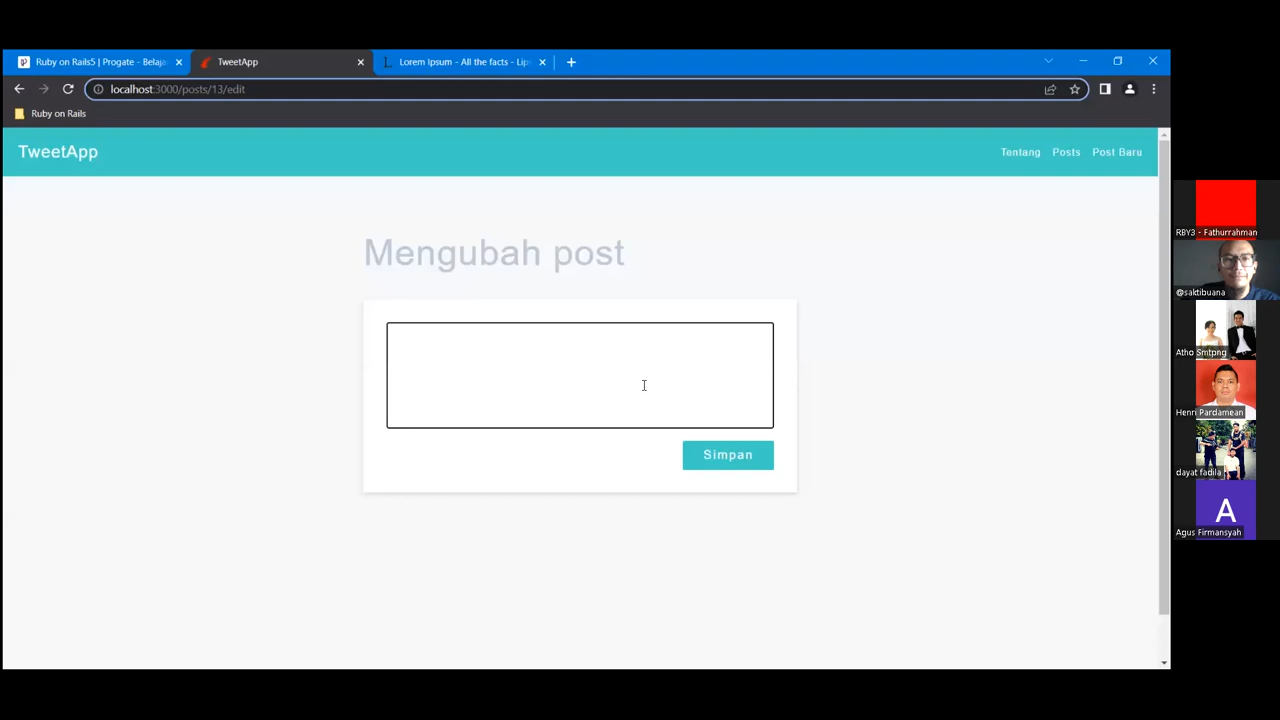 Ruby on Rails5 | Progate - Belaja
TweetApp
Lorem Ipsum - All the facts - Lip
localhost:3000/posts/13/edit
Ruby on Rails
TweetApp
Tentang Posts Post Baru
Mengubah post
Simpan
RBY3 - Fathurrahman
@saktibuana
Atho Smtpng
Henri Pardamean
dayat fadila
A
Agus Firmansyah